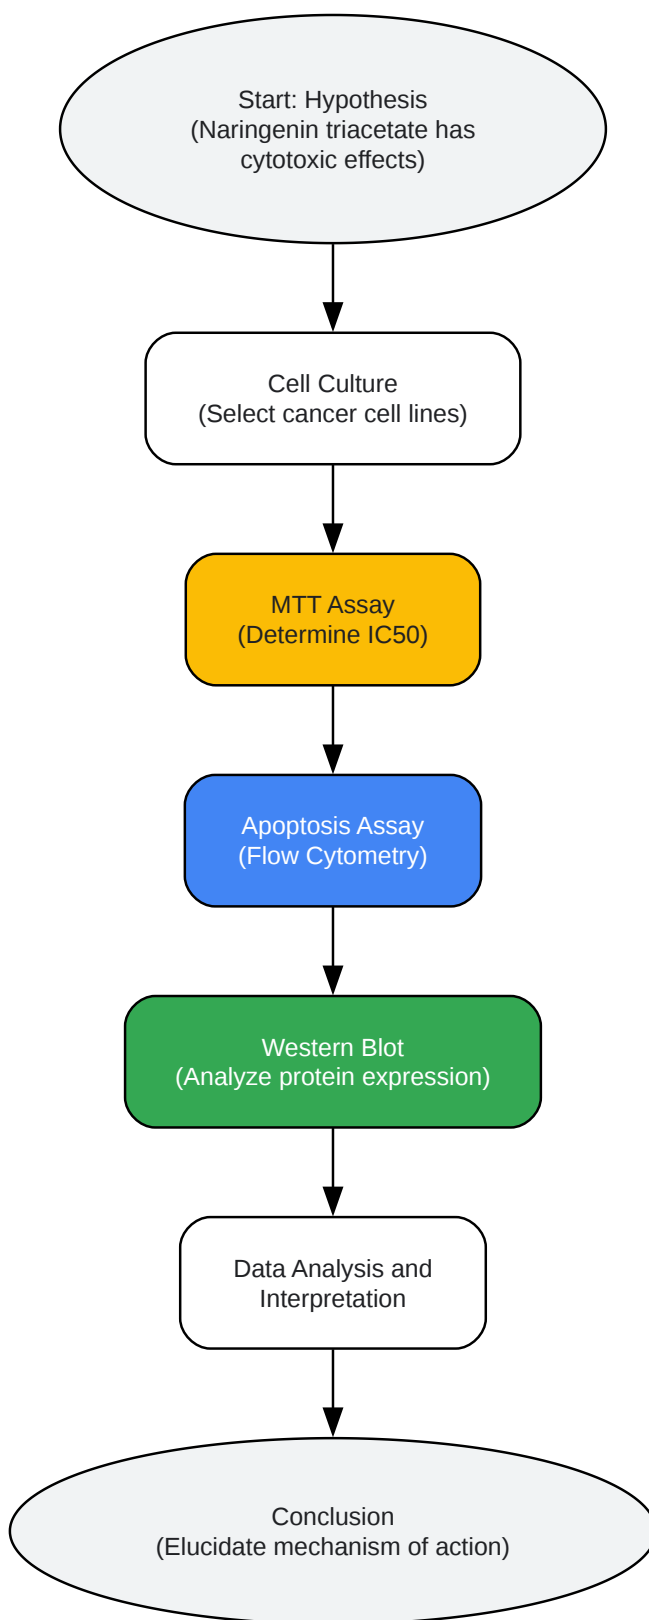 Start: Hypothesis
(Naringenin triacetate has
cytotoxic effects)
Cell Culture
(Select cancer cell lines)
MTT Assay
(Determine IC50)
Apoptosis Assay
(Flow Cytometry)
Western Blot
(Analyze protein expression)
Data Analysis and
Interpretation
Conclusion
(Elucidate mechanism of action)